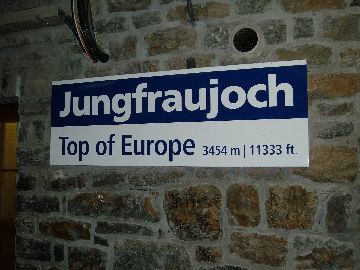 Jungfraujoch
Top of Europe 3454 m | 11333 ft.